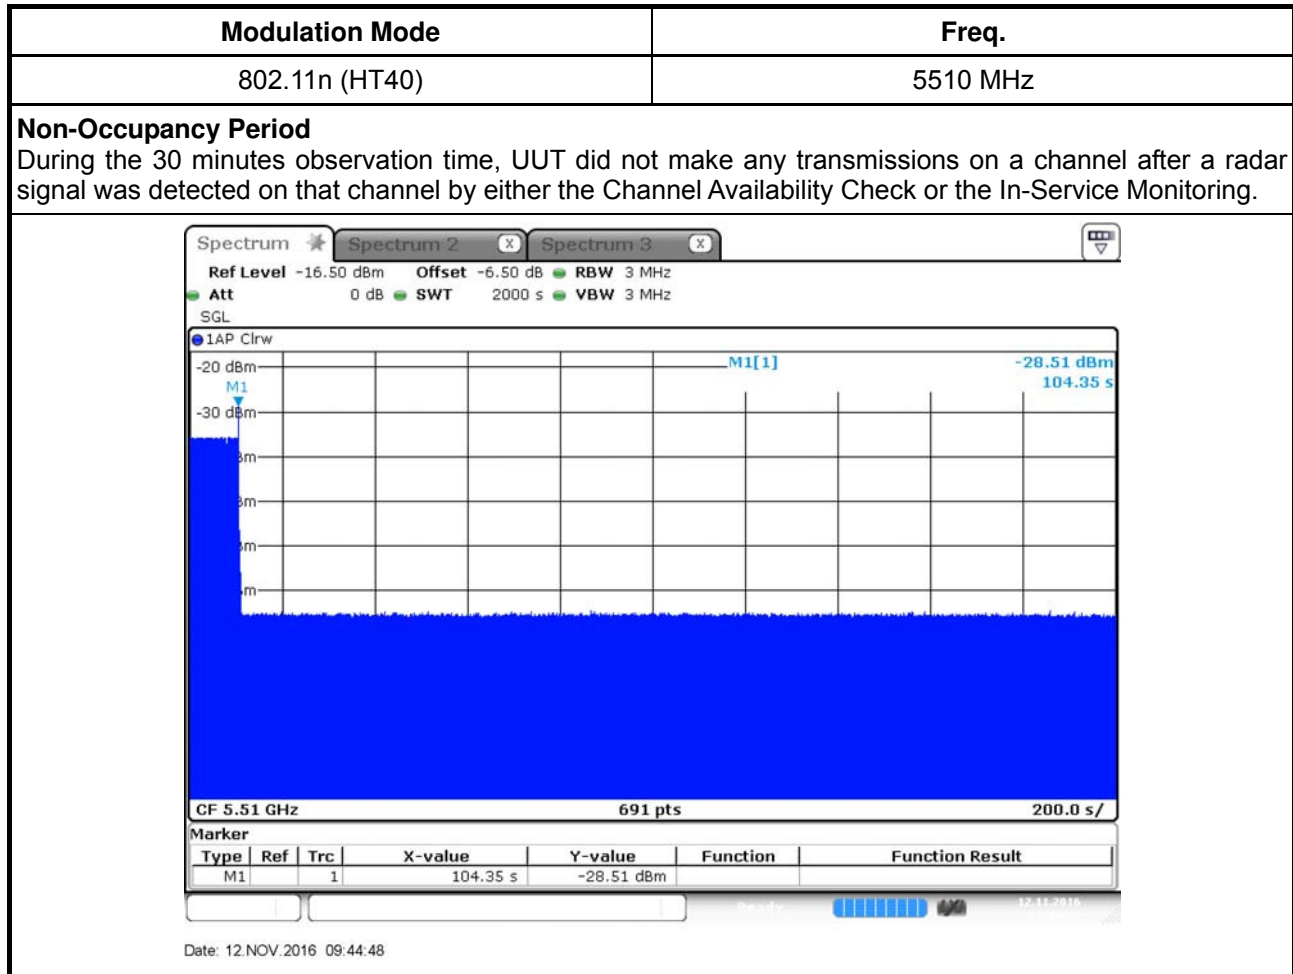 Modulation Mode Freq.
802.11n (HT40) 5510 MHz
Non-Occupancy Period
During the 30 minutes observation time, UUT did not make any transmissions on a channel after a radar
signal was detected on that channel by either the Channel Availability Check or the In-Service Monitoring.
Spectrum Spectrum 2 X Spectrum 3 X
Ref Level -16.50 dBm Offset -6.50 dB RBW 3 MHz
Att 0 dB SWT 2000 s VBW 3 MHz
SGL
1AP Clrw
-20 dBm M1[1] -28.51 dBm
M1 104.35 s
-30 dBm
CF 5.51 GHz 691 pts 200.0 s/
Marker
Type Ref Trc X-value Y-value Function Function Result
M1 1 104.35 s -28.51 dBm
Ready 12.11.2016
Date: 12.NOV.2016 09:44:48